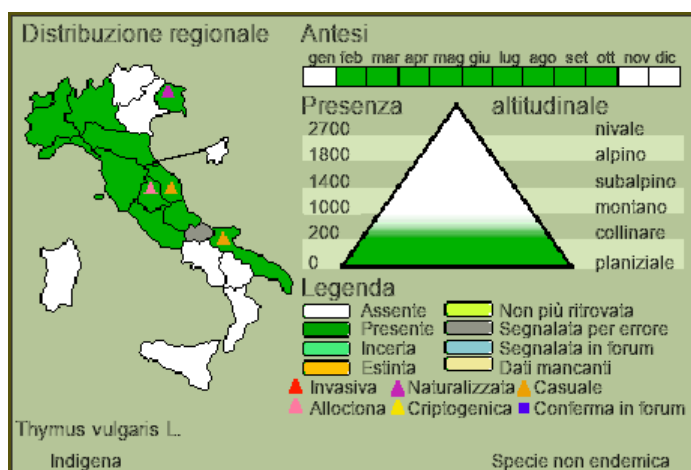 Distribuzione regionale
Antesi
gen feb mar apr mag giu lug ago set ott nov dic
Presenza altitudinale
2700 nivale
1800 alpino
1400 subalpino
1000 montano
200 collinare
0 planiziale
Legenda
Assente Non più ritrovata
Presente Segnalata per errore
Incerta Segnalata in forum
Estinta Dati mancanti
Invasiva Naturalizzata Casuale
Alloctona Criptogenica Conferma in forum
Thymus vulgaris L.
Indigena Specie non endemica